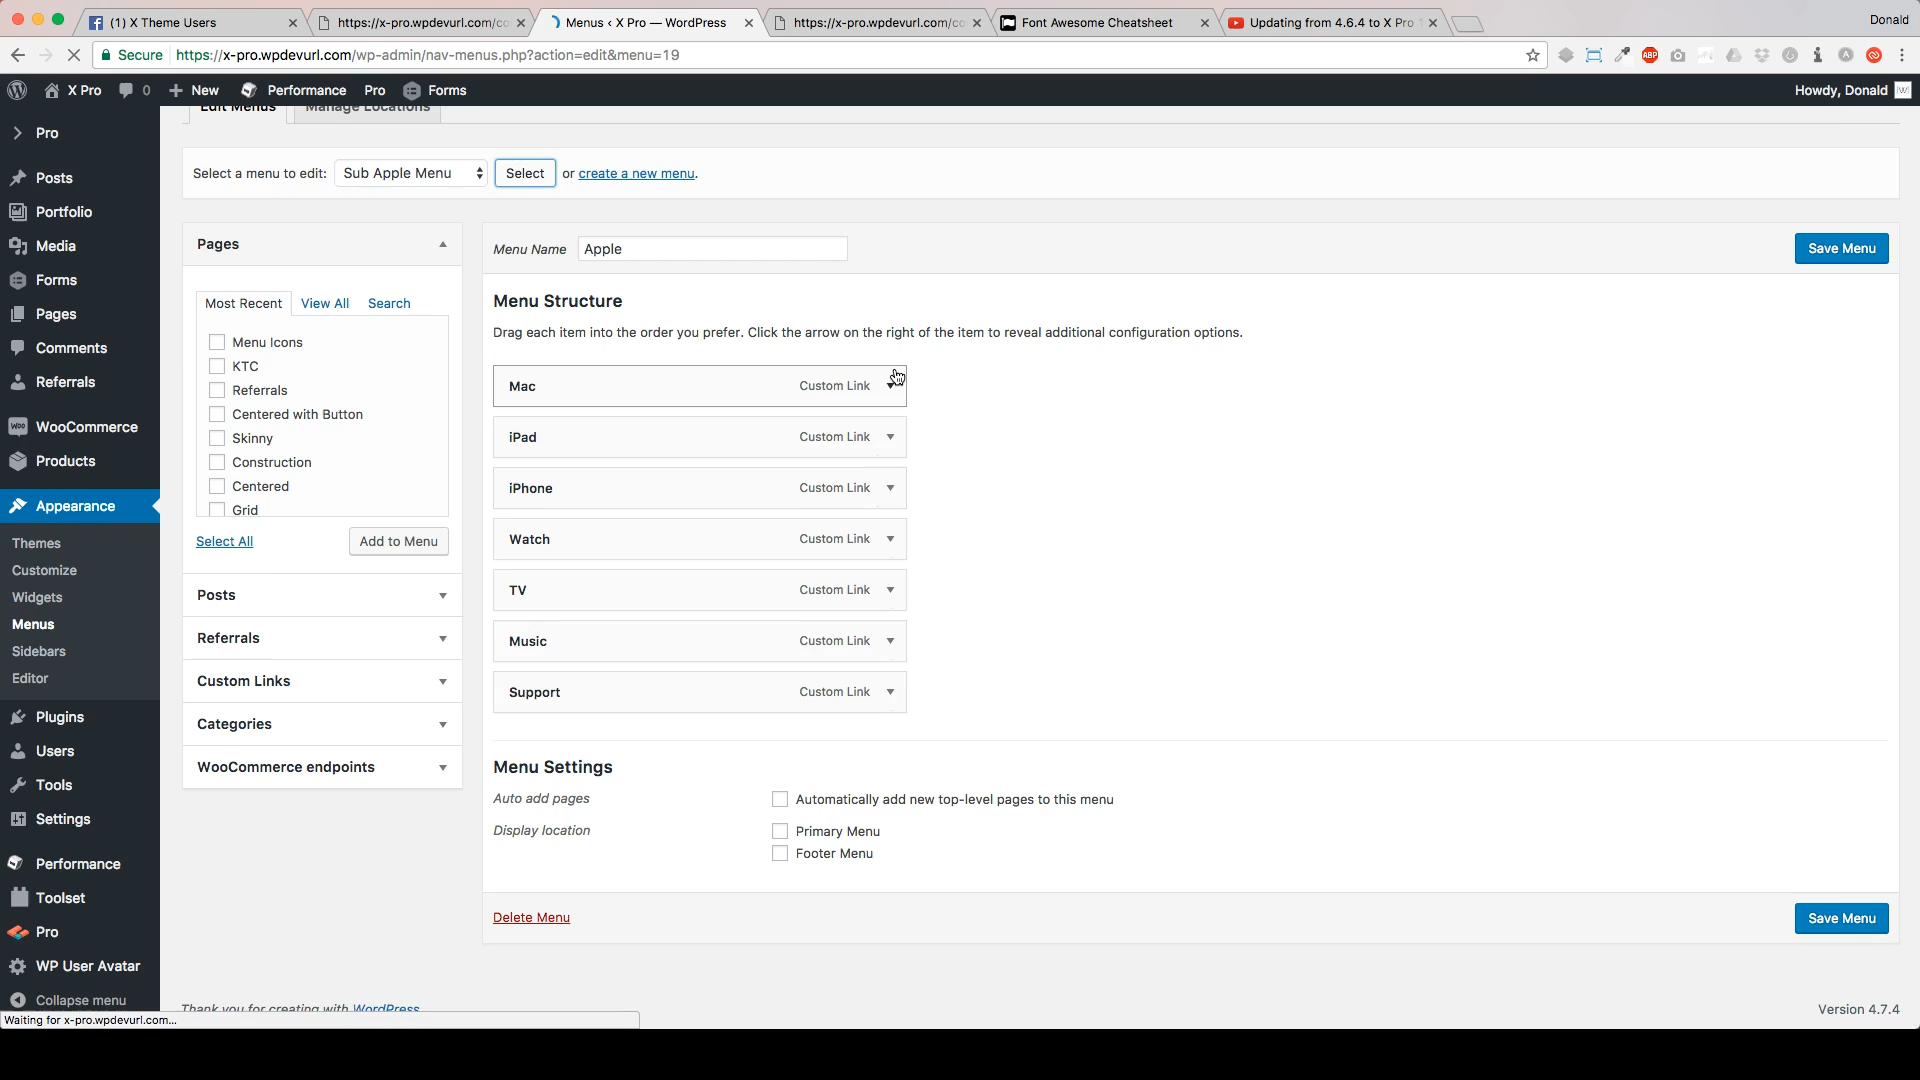 (1) X Theme Users
https://x-pro.wpdevurl.com/co
Menus ‹ X Pro — WordPress
https://x-pro.wpdevurl.com/co
Font Awesome Cheatsheet
Updating from 4.6.4 to X Pro
Donald
Secure
https://x-pro.wpdevurl.com/wp-admin/nav-menus.php?action=edit&menu=19
ABP
X Pro
0
New
Performance
Pro
Forms
Howdy, Donald
Pro
Posts
Portfolio
Media
Forms
Pages
Comments
Referrals
WooCommerce
Products
Appearance
Themes
Customize
Widgets
Menus
Sidebars
Editor
Plugins
Users
Tools
Settings
Performance
Toolset
Pro
WP User Avatar
Collapse menu
Edit Menus
Manage Locations
Select a menu to edit:
Sub Apple Menu
Select
or create a new menu.
Pages
Most Recent
View All
Search
Menu Icons
KTC
Referrals
Centered with Button
Skinny
Construction
Centered
Grid
Select All
Add to Menu
Posts
Referrals
Custom Links
Categories
WooCommerce endpoints
Menu Name
Apple
Save Menu
Menu Structure
Drag each item into the order you prefer. Click the arrow on the right of the item to reveal additional configuration options.
Mac Custom Link
iPad Custom Link
iPhone Custom Link
Watch Custom Link
TV Custom Link
Music Custom Link
Support Custom Link
Menu Settings
Auto add pages
Automatically add new top-level pages to this menu
Display location
Primary Menu
Footer Menu
Delete Menu
Save Menu
Thank you for creating with WordPress
Version 4.7.4
Waiting for x-pro.wpdevurl.com...